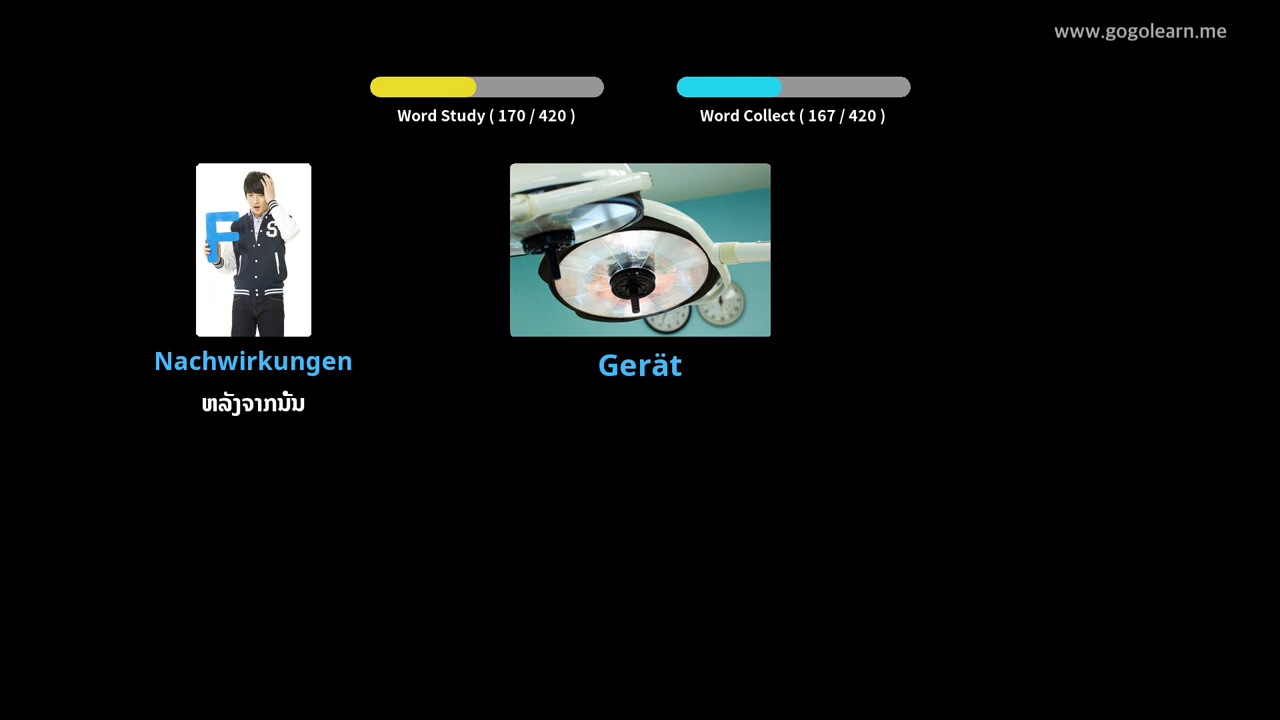 www.gogolearn.me
Word Study ( 170 / 420 )
Word Collect ( 167 / 420 )
F
S
Nachwirkungen
ຫລັງຈາກນັ້ນ
Gerät